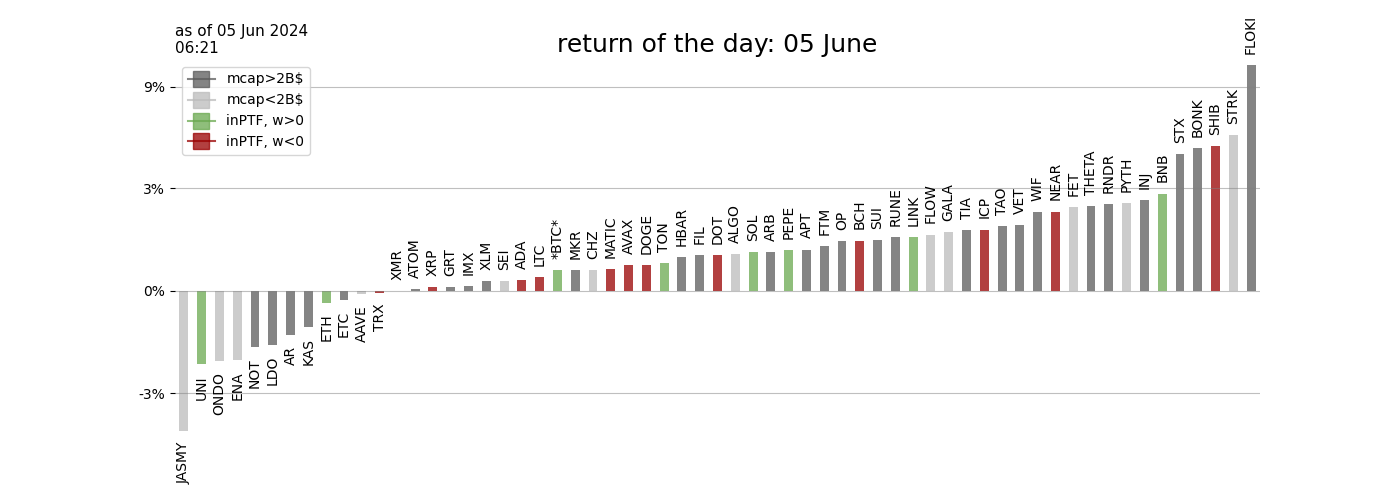 as of 05 Jun 2024
06:21
return of the day: 05 June
mcap>2B$
mcap<2B$
inPTF, w>0
inPTF, w<0
9%
3%
0%
-3%
JASMY
UNI
ONDO
ENA
NOT
LDO
AR
KAS
ETH
ETC
AAVE
TRX
XMR
ATOM
XRP
GRT
IMX
XLM
SEI
ADA
LTC
*BTC*
MKR
CHZ
MATIC
AVAX
DOGE
TON
HBAR
FIL
DOT
ALGO
SOL
ARB
PEPE
APT
FTM
OP
BCH
SUI
RUNE
LINK
FLOW
GALA
TIA
ICP
TAO
VET
WIF
NEAR
FET
THETA
RNDR
PYTH
INJ
BNB
STX
BONK
SHIB
STRK
FLOKI